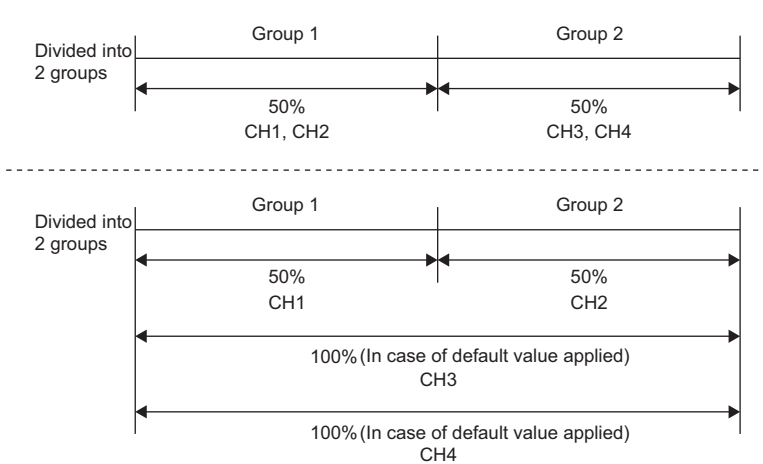 Group 1
Group 2
Divided into
2 groups
50%
50%
CH1, CH2
CH3, CH4
Group 1
Group 2
Divided into
2 groups
50%
50%
CH1
CH2
100% (In case of default value applied)
CH3
100% (In case of default value applied)
CH4